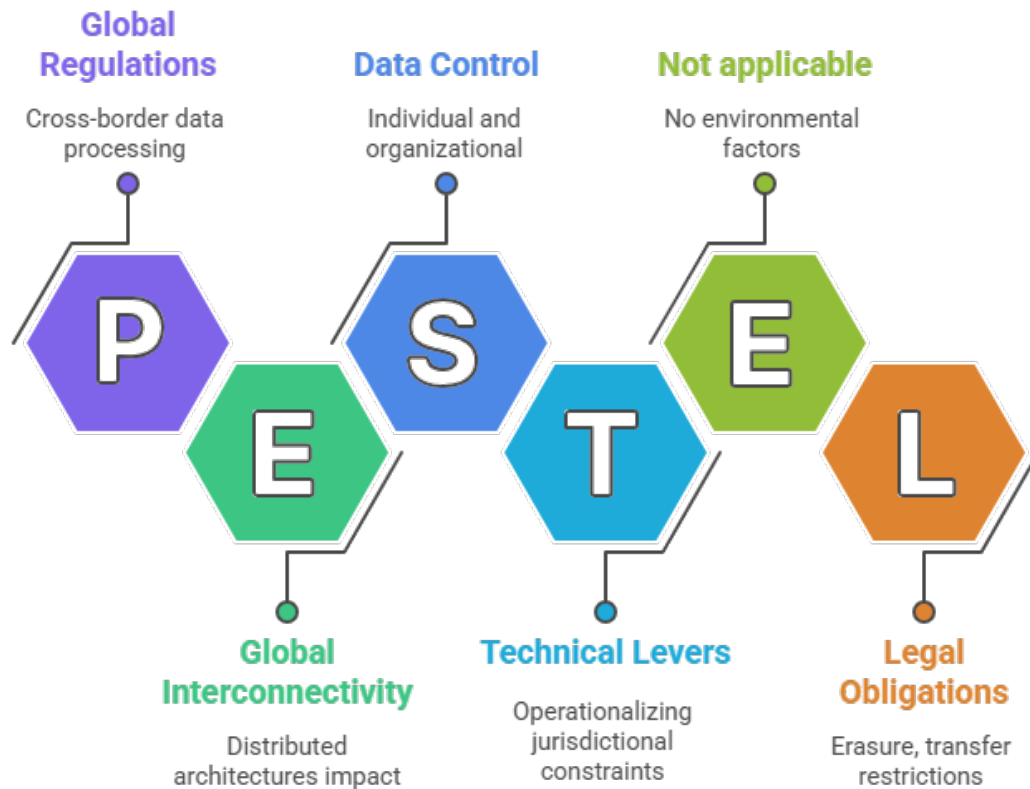 Global
Regulations
Cross-border data
processing
Data Control
Individual and
organizational
Not applicable
No environmental
factors
P
E
S
T
E
L
Global
Interconnectivity
Distributed
architectures impact
Technical Levers
Operationalizing
jurisdictional
constraints
Legal
Obligations
Erasure, transfer
restrictions